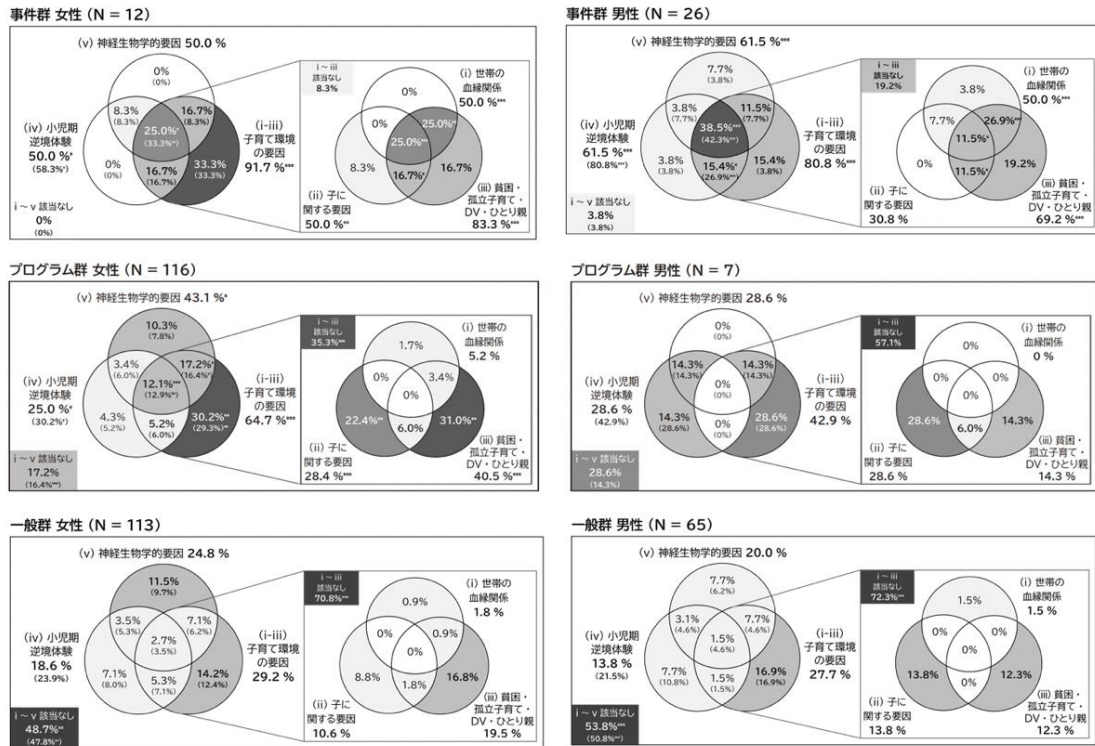 事件群 女性 (N = 12)
(v) 神経生物学的要因 50.0 %
0%
(0%)
8.3%
(8.3%)
16.7%
(8.3%)
25.0%*
(33.3%**)
(iv) 小児期
逆境体験
50.0 %*
(58.3%*)
0%
(0%)
16.7%
(16.7%)
33.3%
(33.3%)
(i-iii)
子育て環境
の要因
91.7 %***
i ~ v 該当なし
0%
(0%)
i ~ iii
該当なし
8.3%
0%
(i) 世帯の
血縁関係
50.0 %***
0%
25.0%**
25.0%***
8.3%
16.7%*
16.7%
(ii) 子に
関する要因
50.0 %**
(iii) 貧困・
孤立子育て・
DV・ひとり親
83.3 %***
事件群 男性 (N = 26)
(v) 神経生物学的要因 61.5 %***
7.7%
(3.8%)
3.8%
(7.7%)
11.5%
(7.7%)
38.5%***
(42.3%***)
(iv) 小児期
逆境体験
61.5 %***
(80.8%***)
3.8%
(3.8%)
15.4%*
(26.9%***)
15.4%
(3.8%)
(i-iii)
子育て環境
の要因
80.8 %***
i ~ v 該当なし
3.8%
(3.8%)
i ~ iii
該当なし
19.2%
3.8%
(i) 世帯の
血縁関係
50.0 %***
7.7%
26.9%***
11.5%*
0%
11.5%*
19.2%
(ii) 子に
関する要因
30.8 %
(iii) 貧困・
孤立子育て・
DV・ひとり親
69.2 %***
プログラム群 女性 (N = 116)
(v) 神経生物学的要因 43.1 %*
10.3%
(7.8%)
3.4%
(6.0%)
17.2%*
(16.4%*)
12.1%***
(12.9%**)
(iv) 小児期
逆境体験
25.0 %*
(30.2%*)
4.3%
(5.2%)
5.2%
(6.0%)
30.2%**
(29.3%**)
(i-iii)
子育て環境
の要因
64.7 %***
i ~ v 該当なし
17.2%
(16.4%***)
i ~ iii
該当なし
35.3%***
1.7%
(i) 世帯の
血縁関係
5.2 %
0%
3.4%
0%
22.4%**
6.0%
31.0%**
(ii) 子に
関する要因
28.4 %**
(iii) 貧困・
孤立子育て・
DV・ひとり親
40.5 %***
プログラム群 男性 (N = 7)
(v) 神経生物学的要因 28.6 %
0%
(0%)
14.3%
(14.3%)
14.3%
(14.3%)
0%
(0%)
(iv) 小児期
逆境体験
28.6 %
(42.9%)
14.3%
(28.6%)
0%
(0%)
28.6%
(28.6%)
(i-iii)
子育て環境
の要因
42.9 %
i ~ v 該当なし
28.6%
(14.3%)
i ~ iii
該当なし
57.1%
0%
(i) 世帯の
血縁関係
0 %
0%
0%
0%
28.6%
6.0%
14.3%
(ii) 子に
関する要因
28.6 %
(iii) 貧困・
孤立子育て・
DV・ひとり親
14.3 %
一般群 女性 (N = 113)
(v) 神経生物学的要因 24.8 %
11.5%
(9.7%)
3.5%
(5.3%)
7.1%
(6.2%)
2.7%
(3.5%)
(iv) 小児期
逆境体験
18.6 %
(23.9%)
7.1%
(8.0%)
5.3%
(7.1%)
14.2%
(12.4%)
(i-iii)
子育て環境
の要因
29.2 %
i ~ v 該当なし
48.7%**
(47.8%**)
i ~ iii
該当なし
70.8%***
0.9%
(i) 世帯の
血縁関係
1.8 %
0%
0.9%
0%
8.8%
1.8%
16.8%
(ii) 子に
関する要因
10.6 %
(iii) 貧困・
孤立子育て・
DV・ひとり親
19.5 %
一般群 男性 (N = 65)
(v) 神経生物学的要因 20.0 %
7.7%
(6.2%)
3.1%
(4.6%)
7.7%
(4.6%)
1.5%
(4.6%)
(iv) 小児期
逆境体験
13.8 %
(21.5%)
7.7%
(10.8%)
1.5%
(1.5%)
16.9%
(16.9%)
(i-iii)
子育て環境
の要因
27.7 %
i ~ v 該当なし
53.8%***
(50.8%***)
i ~ iii
該当なし
72.3%***
1.5%
(i) 世帯の
血縁関係
1.5 %
0%
0%
0%
13.8%
0%
12.3%
(ii) 子に
関する要因
13.8 %
(iii) 貧困・
孤立子育て・
DV・ひとり親
12.3 %